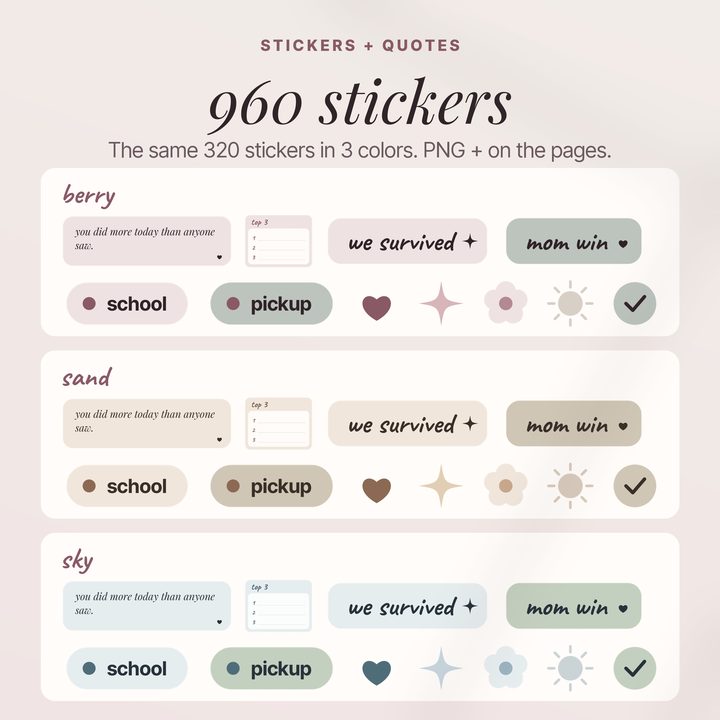 STICKERS + QUOTES
960 stickers
The same 320 stickers in 3 colors. PNG + on the pages.
berry
you did more today than anyone
saw.
top 3
1
2
3
we survived
mom win
school
pickup
sand
you did more today than anyone
saw.
top 3
1
2
3
we survived
mom win
school
pickup
sky
you did more today than anyone
saw.
top 3
1
2
3
we survived
mom win
school
pickup